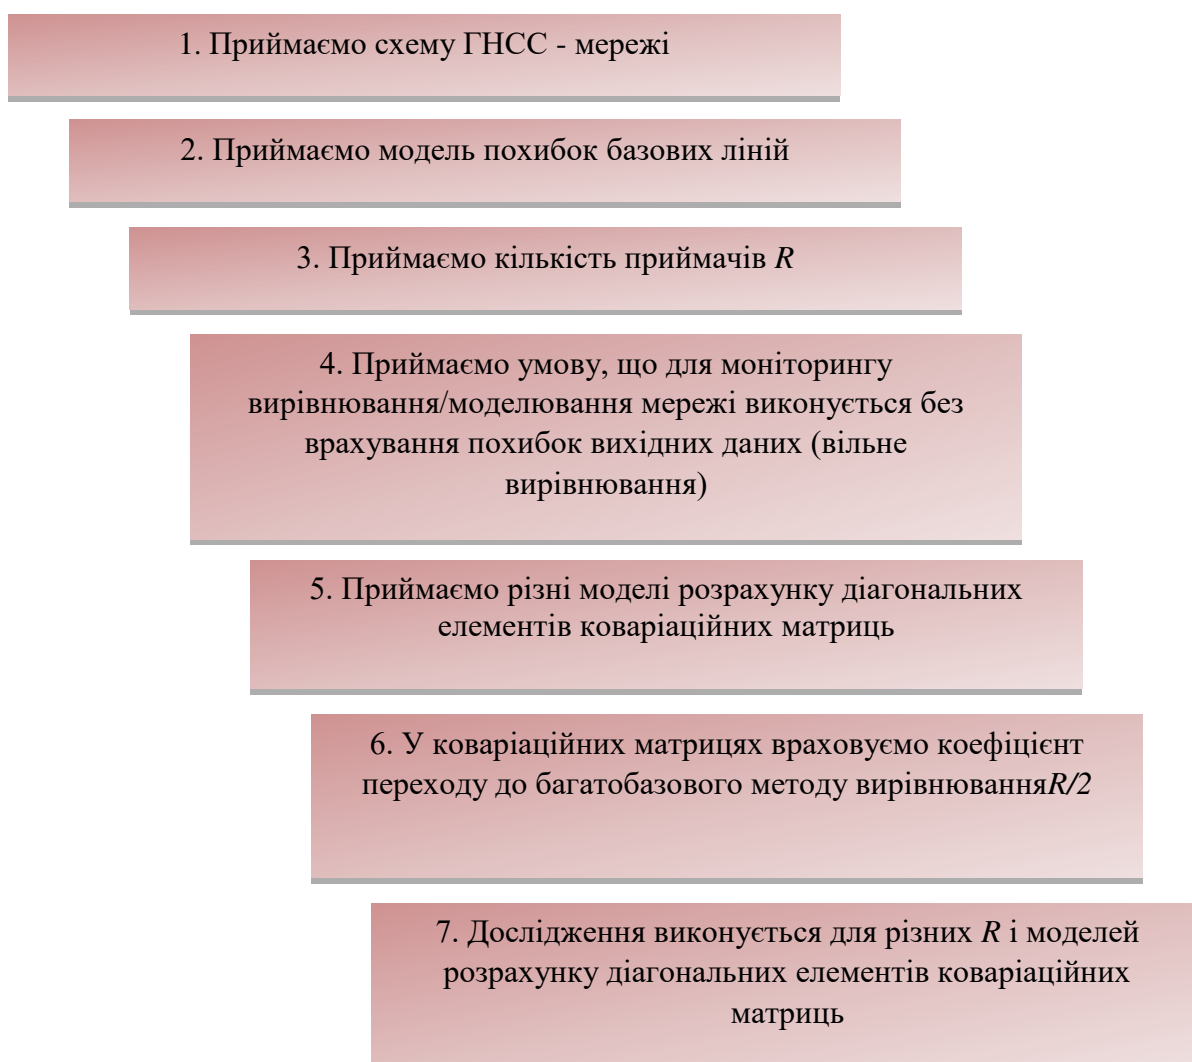 1. Приймаємо схему ГНСС - мережі
2. Приймаємо модель похибок базових ліній
3. Приймаємо кількість приймачів R
4. Приймаємо умову, що для моніторингу
вирівнювання/моделювання мережі виконується без
врахування похибок вихідних даних (вільне
вирівнювання)
5. Приймаємо різні моделі розрахунку діагональних
елементів коваріаційних матриць
6. У коваріаційних матрицях враховуємо коефіцієнт
переходу до багатобазового методу вирівнюванняR/2
7. Дослідження виконується для різних R і моделей
розрахунку діагональних елементів коваріаційних
матриць